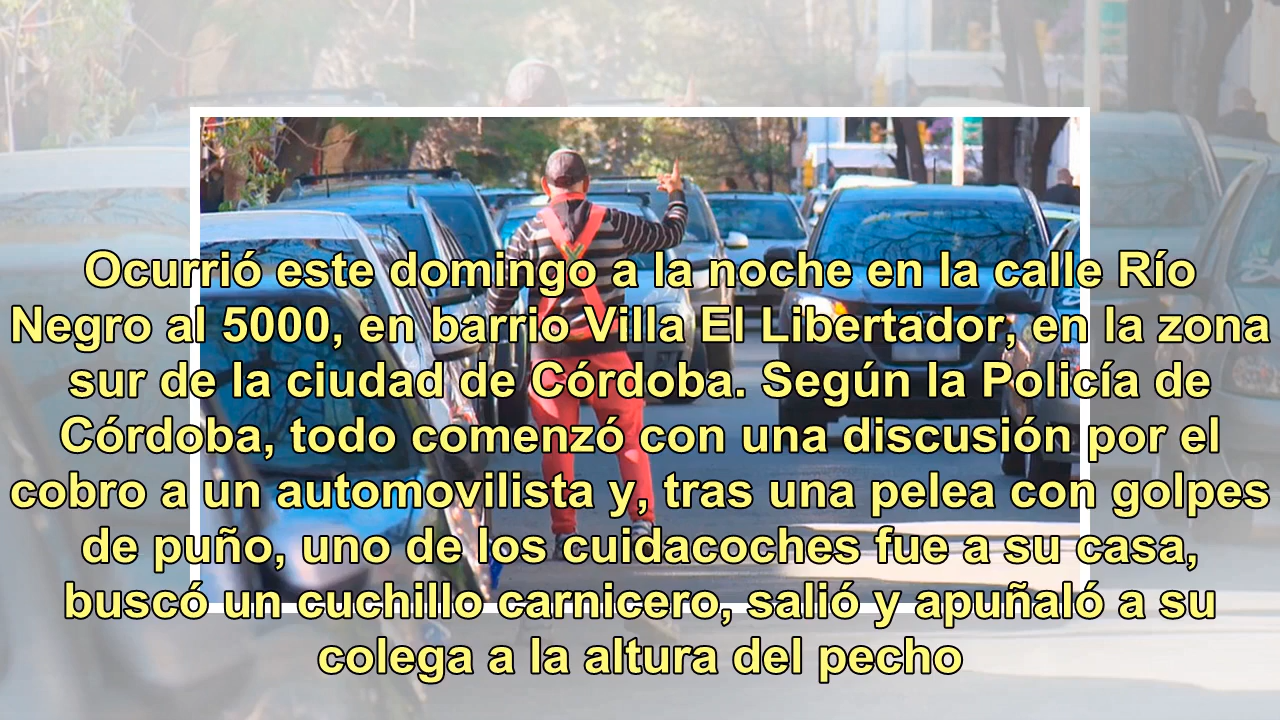 Ocurrió este domingo a la noche en la calle Río
Negro al 5000, en barrio Villa El Libertador, en la zona
sur de la ciudad de Córdoba. Según la Policía de
Córdoba, todo comenzó con una discusión por el
cobro a un automovilista y, tras una pelea con golpes
de puño, uno de los cuidacoches fue a su casa,
buscó un cuchillo carnicero, salió y apuñaló a su
colega a la altura del pecho